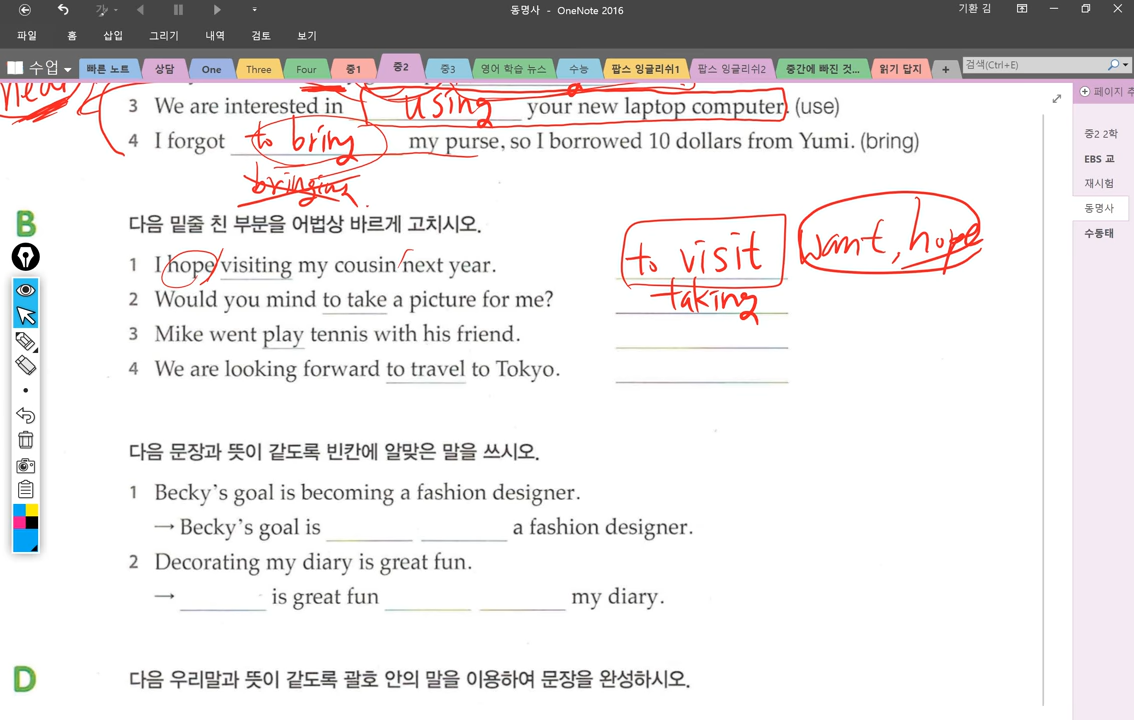 동명사 - OneNote 2016
기환 김
파일 홈 삽입 그리기 내역 검토 보기
수업 빠른 노트 상담 One Three Four 중1 중2 중3 영어 학습 뉴스 수능 팝스 잉글리쉬1 팝스 잉글리쉬2 중간에 빠진 것... 읽기 답지 + 검색(Ctrl+E)
페이지 추
중2 2학
EBS 교
재시험
동명사
수동태
3 We are interested in using your new laptop computer. (use)
4 I forgot to bring my purse, so I borrowed 10 dollars from Yumi. (bring)
bringing
B 다음 밑줄 친 부분을 어법상 바르게 고치시오.
1 I hope visiting my cousin next year. to visit want, hope
2 Would you mind to take a picture for me? taking
3 Mike went play tennis with his friend.
4 We are looking forward to travel to Tokyo.
다음 문장과 뜻이 같도록 빈칸에 알맞은 말을 쓰시오.
1 Becky's goal is becoming a fashion designer.
→ Becky's goal is a fashion designer.
2 Decorating my diary is great fun.
→ is great fun my diary.
D 다음 우리말과 뜻이 같도록 괄호 안의 말을 이용하여 문장을 완성하시오.